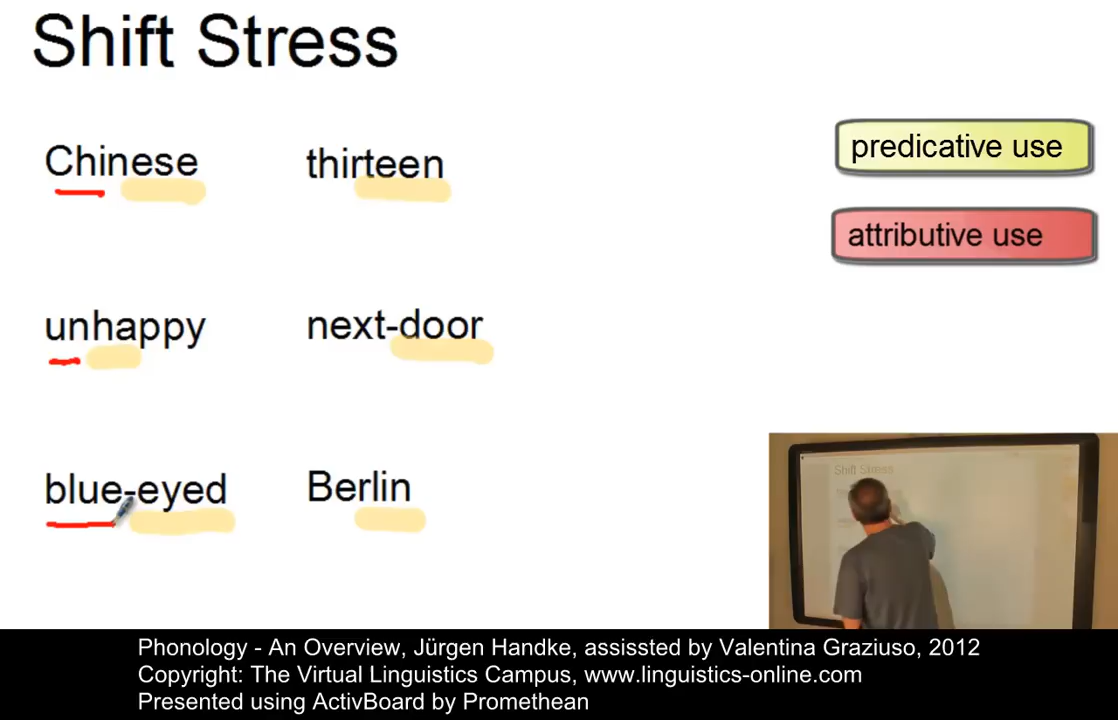 Shift Stress
Chinese thirteen
predicative use
attributive use
unhappy next-door
blue-eyed Berlin
Shift Stress
Phonology - An Overview, Jürgen Handke, assissted by Valentina Graziuso, 2012
Copyright: The Virtual Linguistics Campus, www.linguistics-online.com
Presented using ActivBoard by Promethean